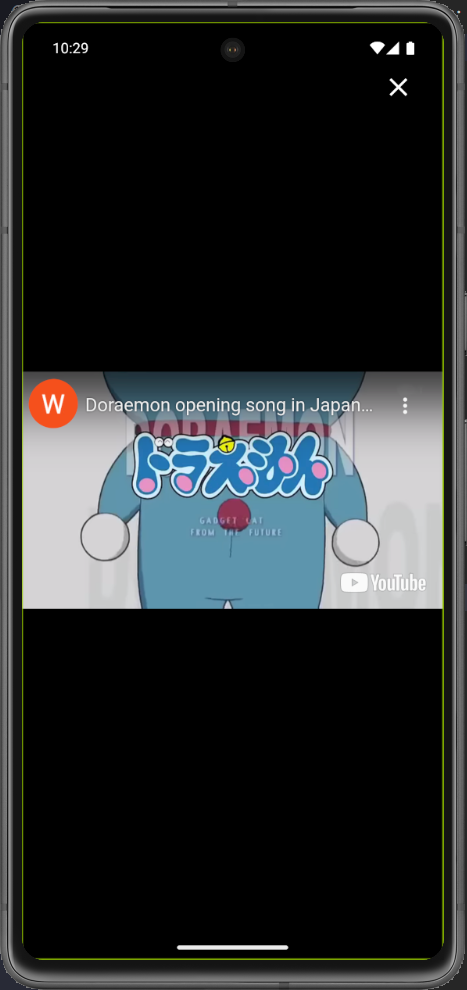 10:29
W
Doraemon opening song in Japan...
DORAEMON
ドラえもん
GADGET CAT
FROM THE FUTURE
YouTube